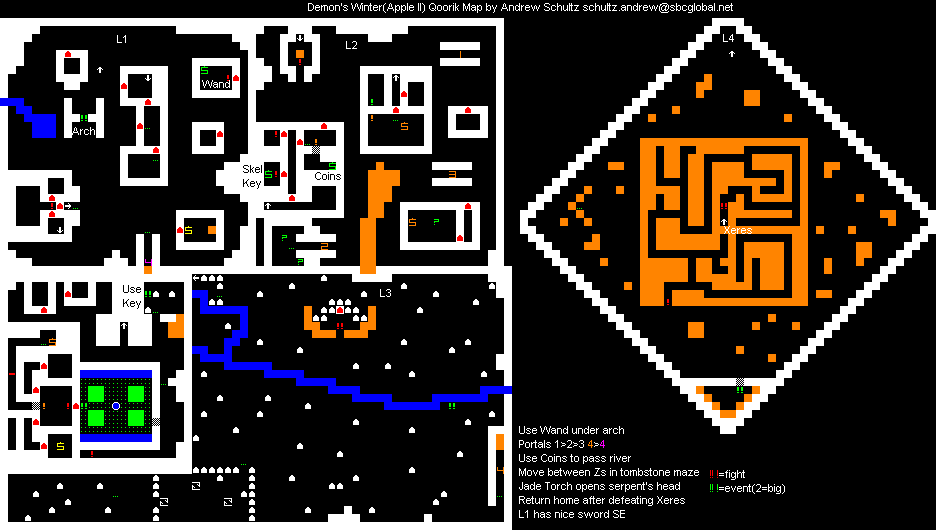 Demon's Winter(Apple II) Qoorik Map by Andrew Schultz schultz.andrew@sbcglobal.net
L1
L2
L4
Wand
Arch
Skel
Key
Coins
Xeres
Use
Key
L3
Use Wand under arch
Portals 1>2>3 4>4
Use Coins to pass river
Move between Zs in tombstone maze
Jade Torch opens serpent's head
Return home after defeating Xeres
L1 has nice sword SE
! !=fight
! !=event(2=big)